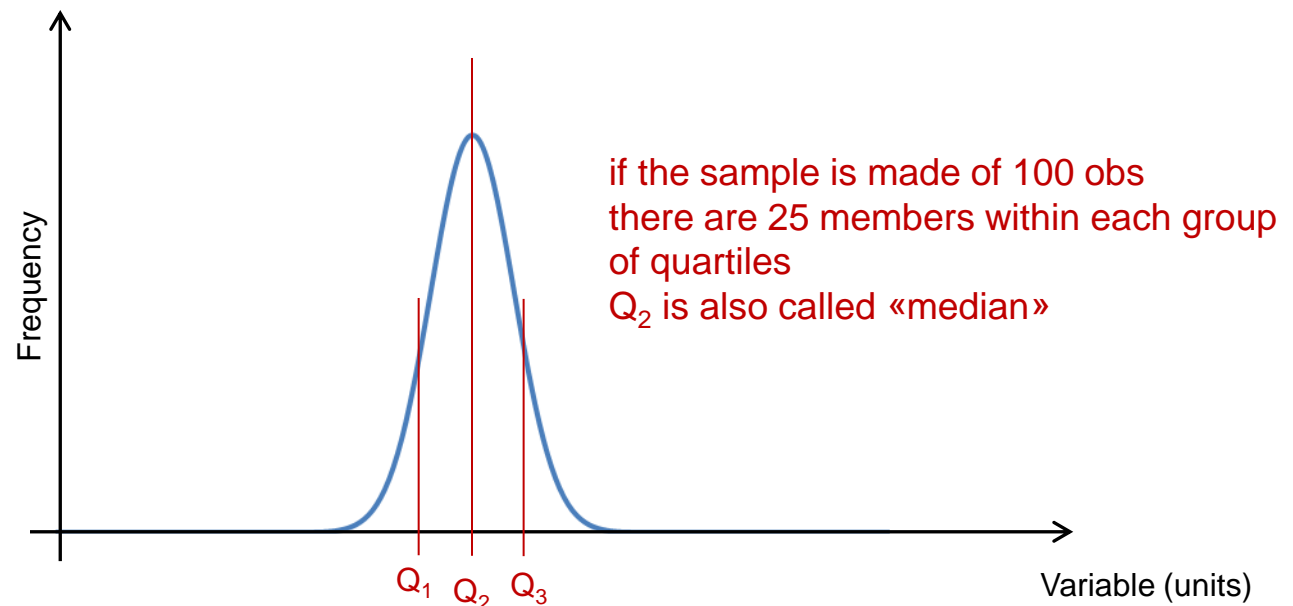 if the sample is made of 100 obs
there are 25 members within each group
of quartiles
Q₂ is also called «median»
Frequency
Q₁ Q₂ Q₃
Variable (units)